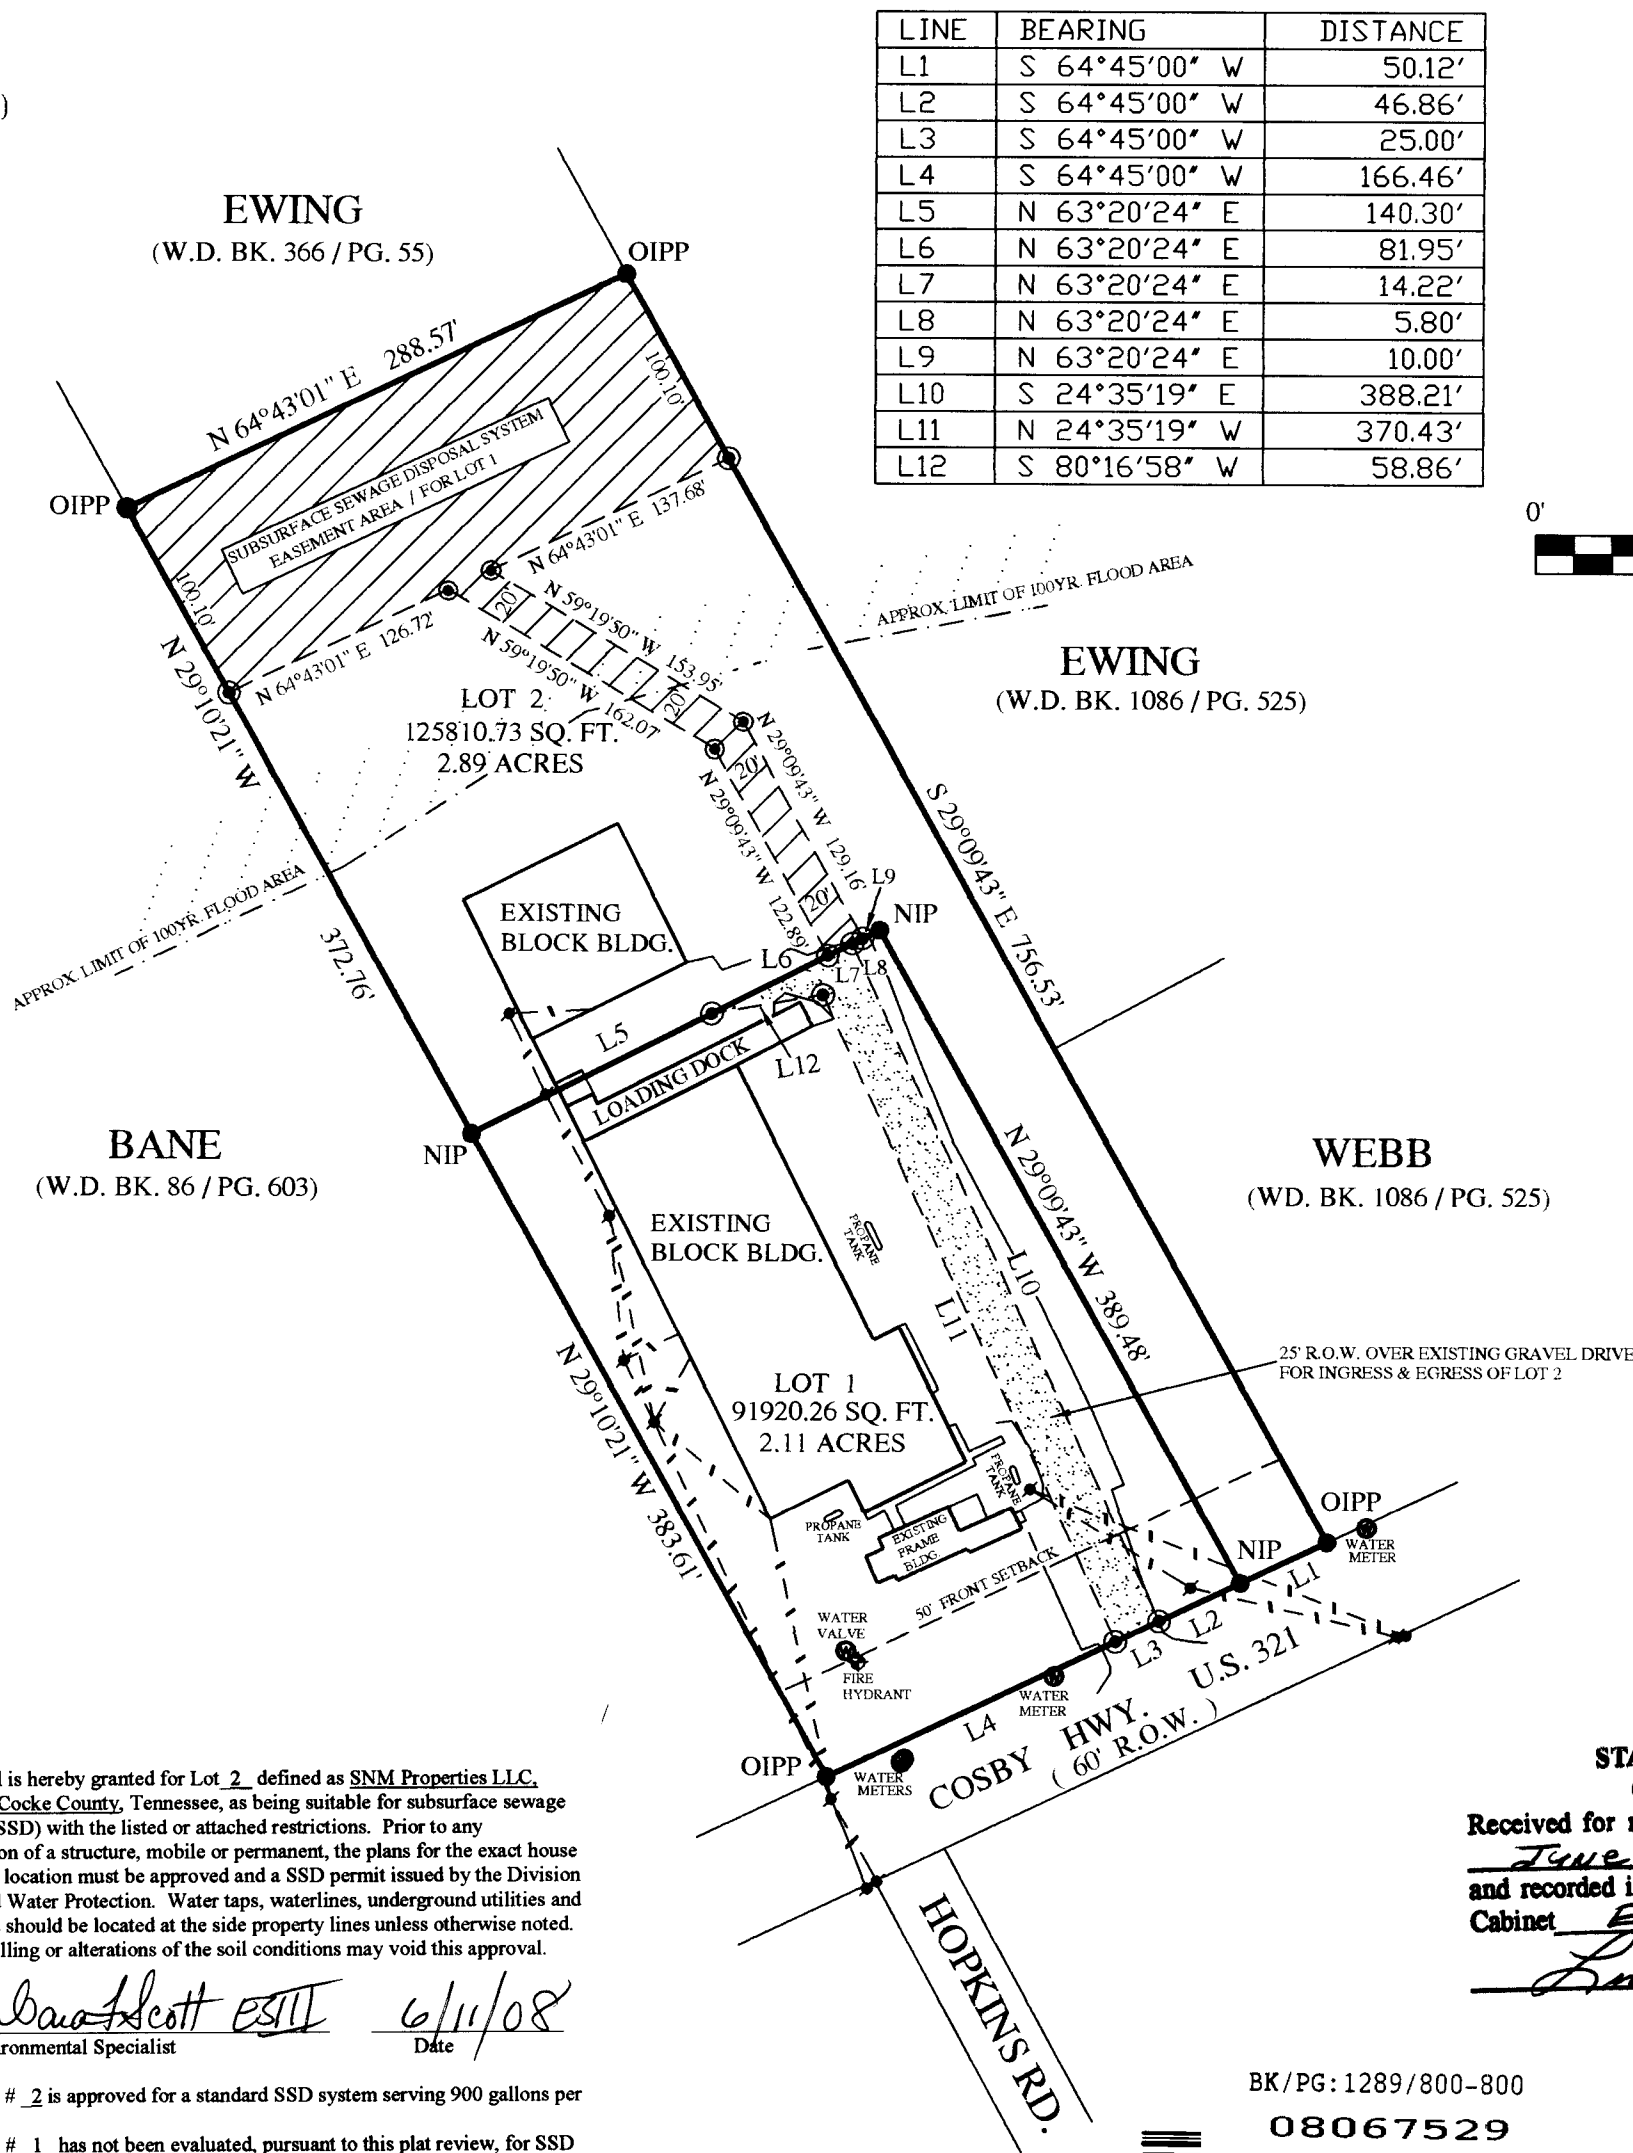 LINE BEARING DISTANCE
L1 S 64°45'00" W 50.12'
L2 S 64°45'00" W 46.86'
L3 S 64°45'00" W 25.00'
L4 S 64°45'00" W 166.46'
L5 N 63°20'24" E 140.30'
L6 N 63°20'24" E 81.95'
L7 N 63°20'24" E 14.22'
L8 N 63°20'24" E 5.80'
L9 N 63°20'24" E 10.00'
L10 S 24°35'19" E 388.21'
L11 N 24°35'19" W 370.43'
L12 S 80°16'58" W 58.86'
)
EWING
(W.D. BK. 366 / PG. 55)
OIPP
N 64°43'01" E 288.57'
100.10'
SUBSURFACE SEWAGE DISPOSAL SYSTEM
EASEMENT AREA / FOR LOT 1
OIPP
100.10'
N 64°43'01" E 137.68'
N 64°43'01" E 126.72'
20'
N 59°19'50" W 153.95'
N 59°19'50" W 162.07'
20'
0'
APPROX. LIMIT OF 100YR. FLOOD AREA
EWING
(W.D. BK. 1086 / PG. 525)
N 29°10'21" W 372.76'
LOT 2
125810.73 SQ. FT.
2.89 ACRES
N 29°09'43" W 129.16'
20'
N 29°09'43" W 122.89'
20'
S 29°09'43" E 756.53'
APPROX. LIMIT OF 100YR. FLOOD AREA
EXISTING
BLOCK BLDG.
L9
NIP
L6
L7
L8
L5
LOADING DOCK
L12
BANE
(W.D. BK. 86 / PG. 603)
NIP
WEBB
(WD. BK. 1086 / PG. 525)
EXISTING
BLOCK BLDG.
PROPANE
TANK
N 29°09'43" W 389.48'
L10
L11
25' R.O.W. OVER EXISTING GRAVEL DRIVE
FOR INGRESS & EGRESS OF LOT 2
N 29°10'21" W 383.61'
LOT 1
91920.26 SQ. FT.
2.11 ACRES
PROPANE
TANK
PROPANE
TANK
EXISTING
FRAME
BLDG.
50' FRONT SETBACK
OIPP
WATER
METER
NIP
L1
L2
L3
L4
WATER
VALVE
FIRE
HYDRANT
WATER
METER
WATER
METERS
OIPP
COSBY HWY. U.S. 321
( 60' R.O.W. )
HOPKINS RD.
l is hereby granted for Lot 2 defined as SNM Properties LLC,
Cocke County, Tennessee, as being suitable for subsurface sewage
SSD) with the listed or attached restrictions. Prior to any
on of a structure, mobile or permanent, the plans for the exact house
location must be approved and a SSD permit issued by the Division
l Water Protection. Water taps, waterlines, underground utilities and
should be located at the side property lines unless otherwise noted.
lling or alterations of the soil conditions may void this approval.
Scott ESIII 6/11/08
ronmental Specialist Date
# 2 is approved for a standard SSD system serving 900 gallons per
# 1 has not been evaluated, pursuant to this plat review, for SSD
STA
Received for r
June
and recorded i
Cabinet E
BK/PG:1289/800-800
08067529